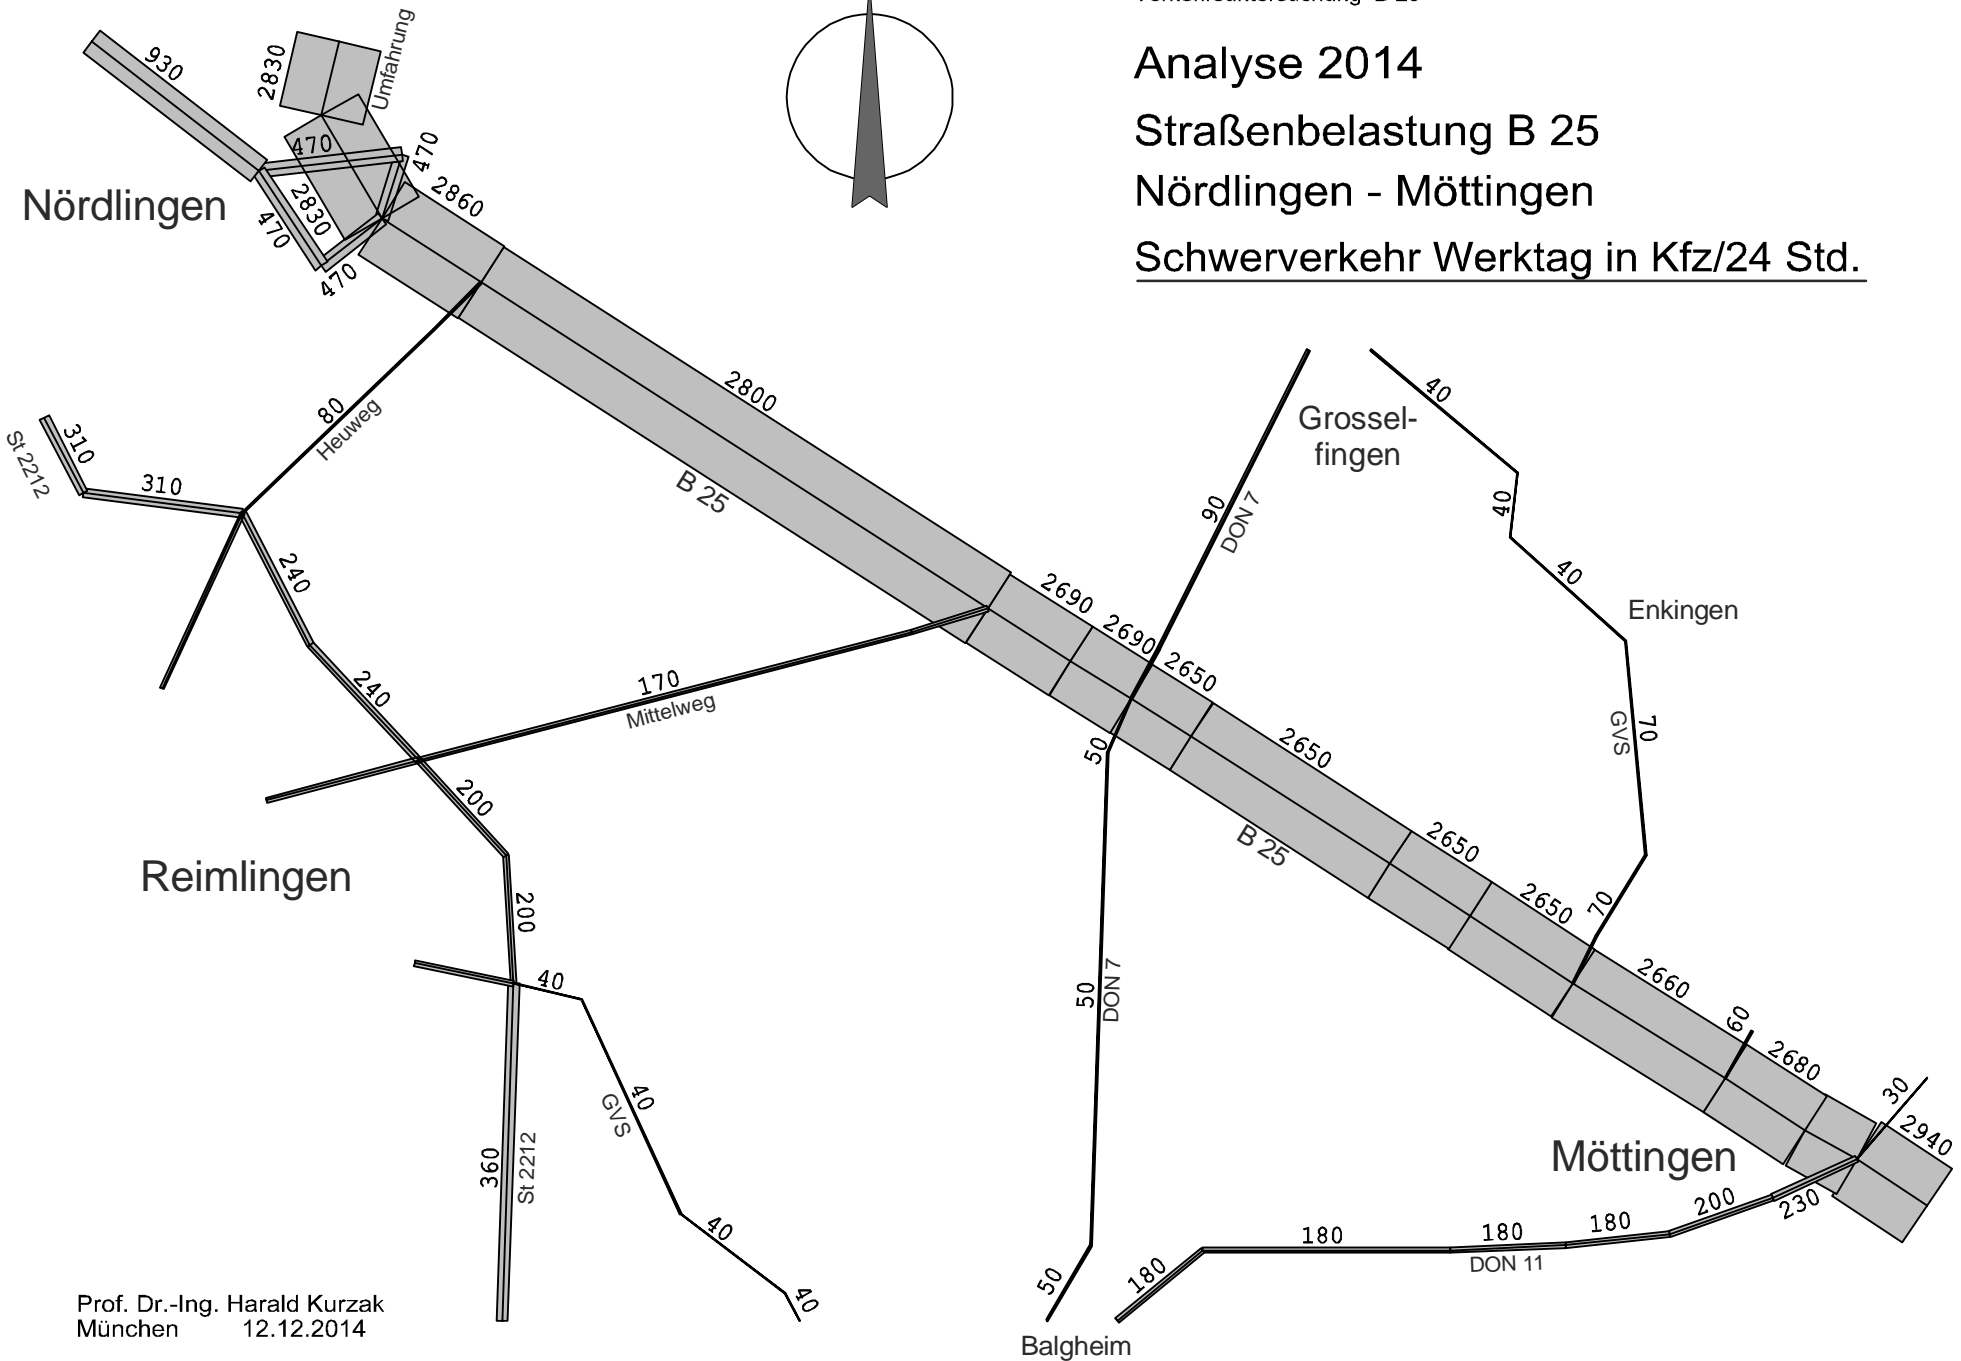 Analyse 2014
Straßenbelastung B 25
Nördlingen - Möttingen
Schwerverkehr Werktag in Kfz/24 Std.
930
2830
Umfahrung
470
470
2860
Nördlingen
2830
470
470
2800
80
Heuweg
B 25
310
St 2212
310
240
240
170
Mittelweg
200
200
Reimlingen
40
40
GVS
40
40
360
St 2212
2690
2690
2650
90
DON 7
Grossel-
fingen
40
40
40
Enkingen
70
GVS
70
50
2650
B 25
2650
2650
50
DON 7
2660
60
2680
30
2940
Möttingen
50
Balgheim
180
180
180
DON 11
180
200
230
Prof. Dr.-Ing. Harald Kurzak
München 12.12.2014